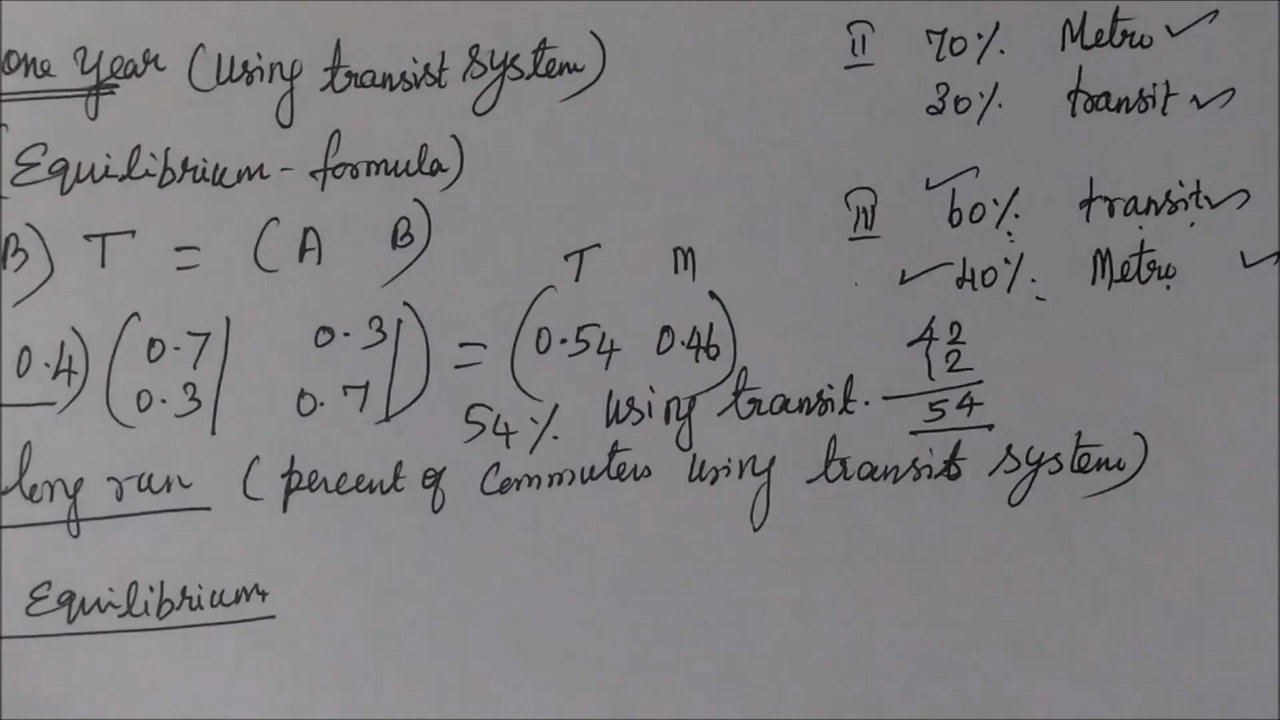 one year (using transist system)
(Equilibrium - formula)
B) T = (A B)
T M
0.4) (0.7 0.3) = (0.54 0.46)
0.3 0.7
54% using transit.
long run (percent of commuters using transit system)
Equilibrium
II 70% Metro ✓
30% transit ✓
III 60% transit ✓
✓ 40% Metro ✓
42
12
54